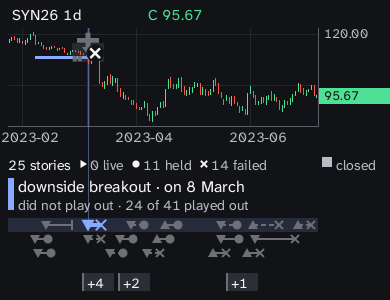 SYN26 1d C 95.67
120.00
95.67
2023-02 2023-04 2023-06
25 stories 0 live 11 held 14 failed closed
downside breakout · on 8 March
did not play out · 24 of 41 played out
+4 +2 +1